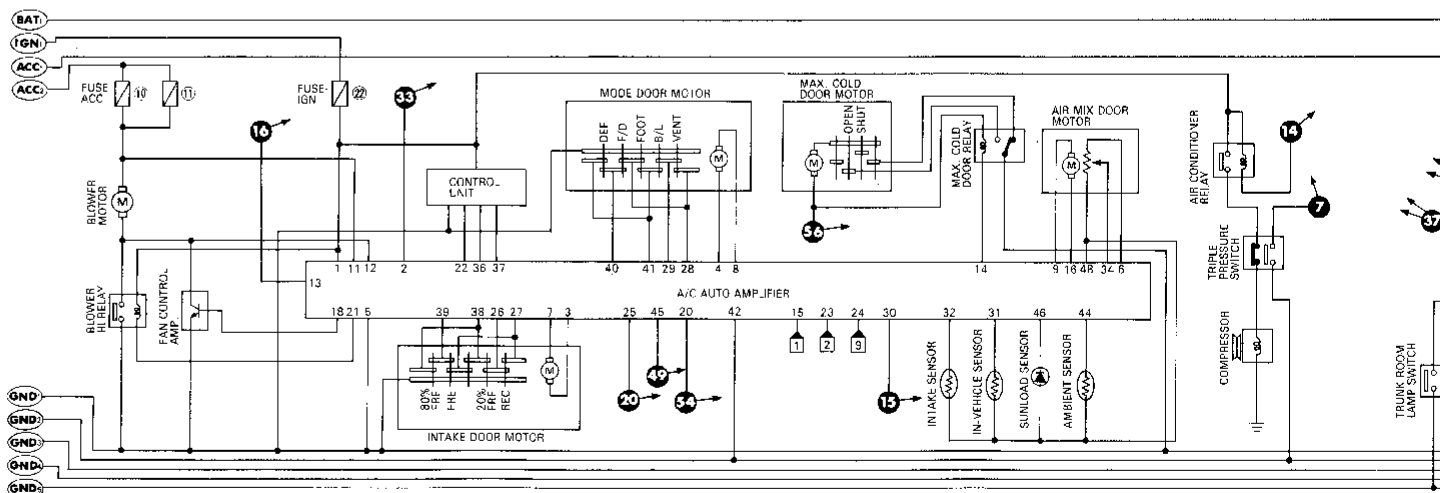 BAT1
IGN1
ACC1
ACC2
FUSE ACC
10
11
FUSE-IGN
22
33
16
MODE DOOR MOTOR
DEF
F/D
FOOT
B/L
VENT
M
MAX. COLD
DOOR MOTOR
OPEN
SHUT
M
56
MAX. COLD
DOOR RELAY
AIR MIX DOOR
MOTOR
M
AIR CONDITIONER
RELAY
14
7
37
BLOWER
MOTOR
M
CONTROL
TRIPLE
PRESSURE
SWITCH
1 11 12 2 22 36 37 40 41 29 28 4 8 14 9 16 48 34 6
13
A/C AUTO AMPLIFIER
18 21 5 39 38 26 27 7 3 25 45 20 42 15 23 24 30 32 31 46 44
1
2
9
BLOWER
HI RELAY
FAN CONTROL
AMP.
80%
FRE
20%
FRE
REC
M
INTAKE DOOR MOTOR
49
20
54
15
INTAKE SENSOR
IN-VEHICLE SENSOR
SUNLOAD SENSOR
AMBIENT SENSOR
COMPRESSOR
TRUNK ROOM
LAMP SWITCH
GND1
GND2
GND3
GND4
GND5